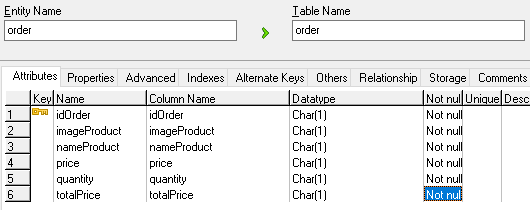 Entity Name Table Name
order order
Attributes Properties Advanced Indexes Alternate Keys Others Relationship Storage Comments
Key Name Column Name Datatype Not nul Unique Desc
1 idOrder idOrder Char(1) Not null
2 imageProduct imageProduct Char(1) Not null
3 nameProduct nameProduct Char(1) Not null
4 price price Char(1) Not null
5 quantity quantity Char(1) Not null
6 totalPrice totalPrice Char(1) Not null